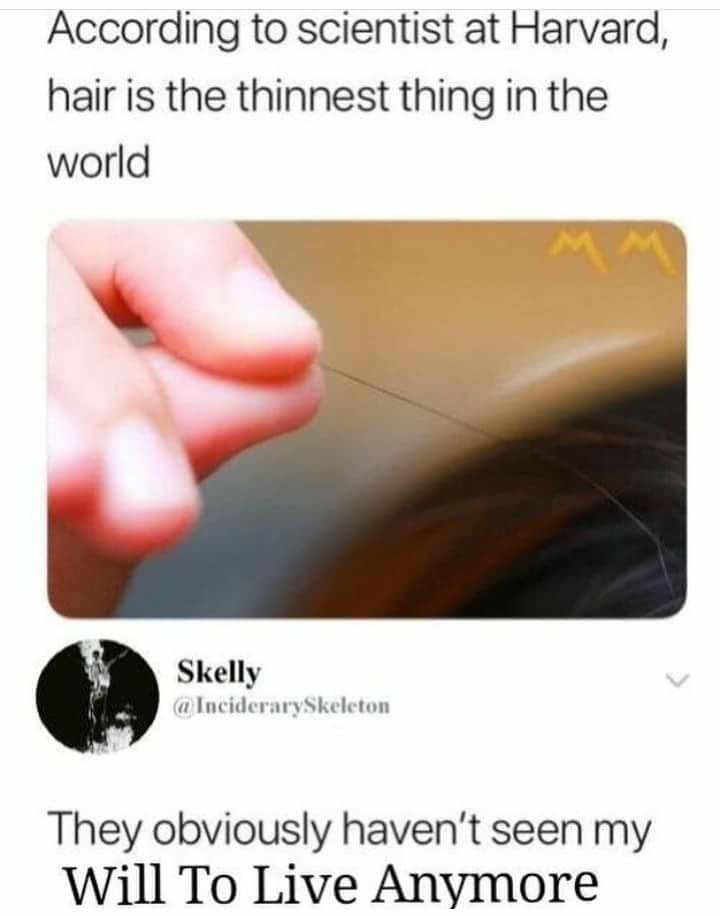 According to scientist at Harvard,
hair is the thinnest thing in the
world
MM
Skelly
@InciderarySkeleton
They obviously haven't seen my
Will To Live Anymore